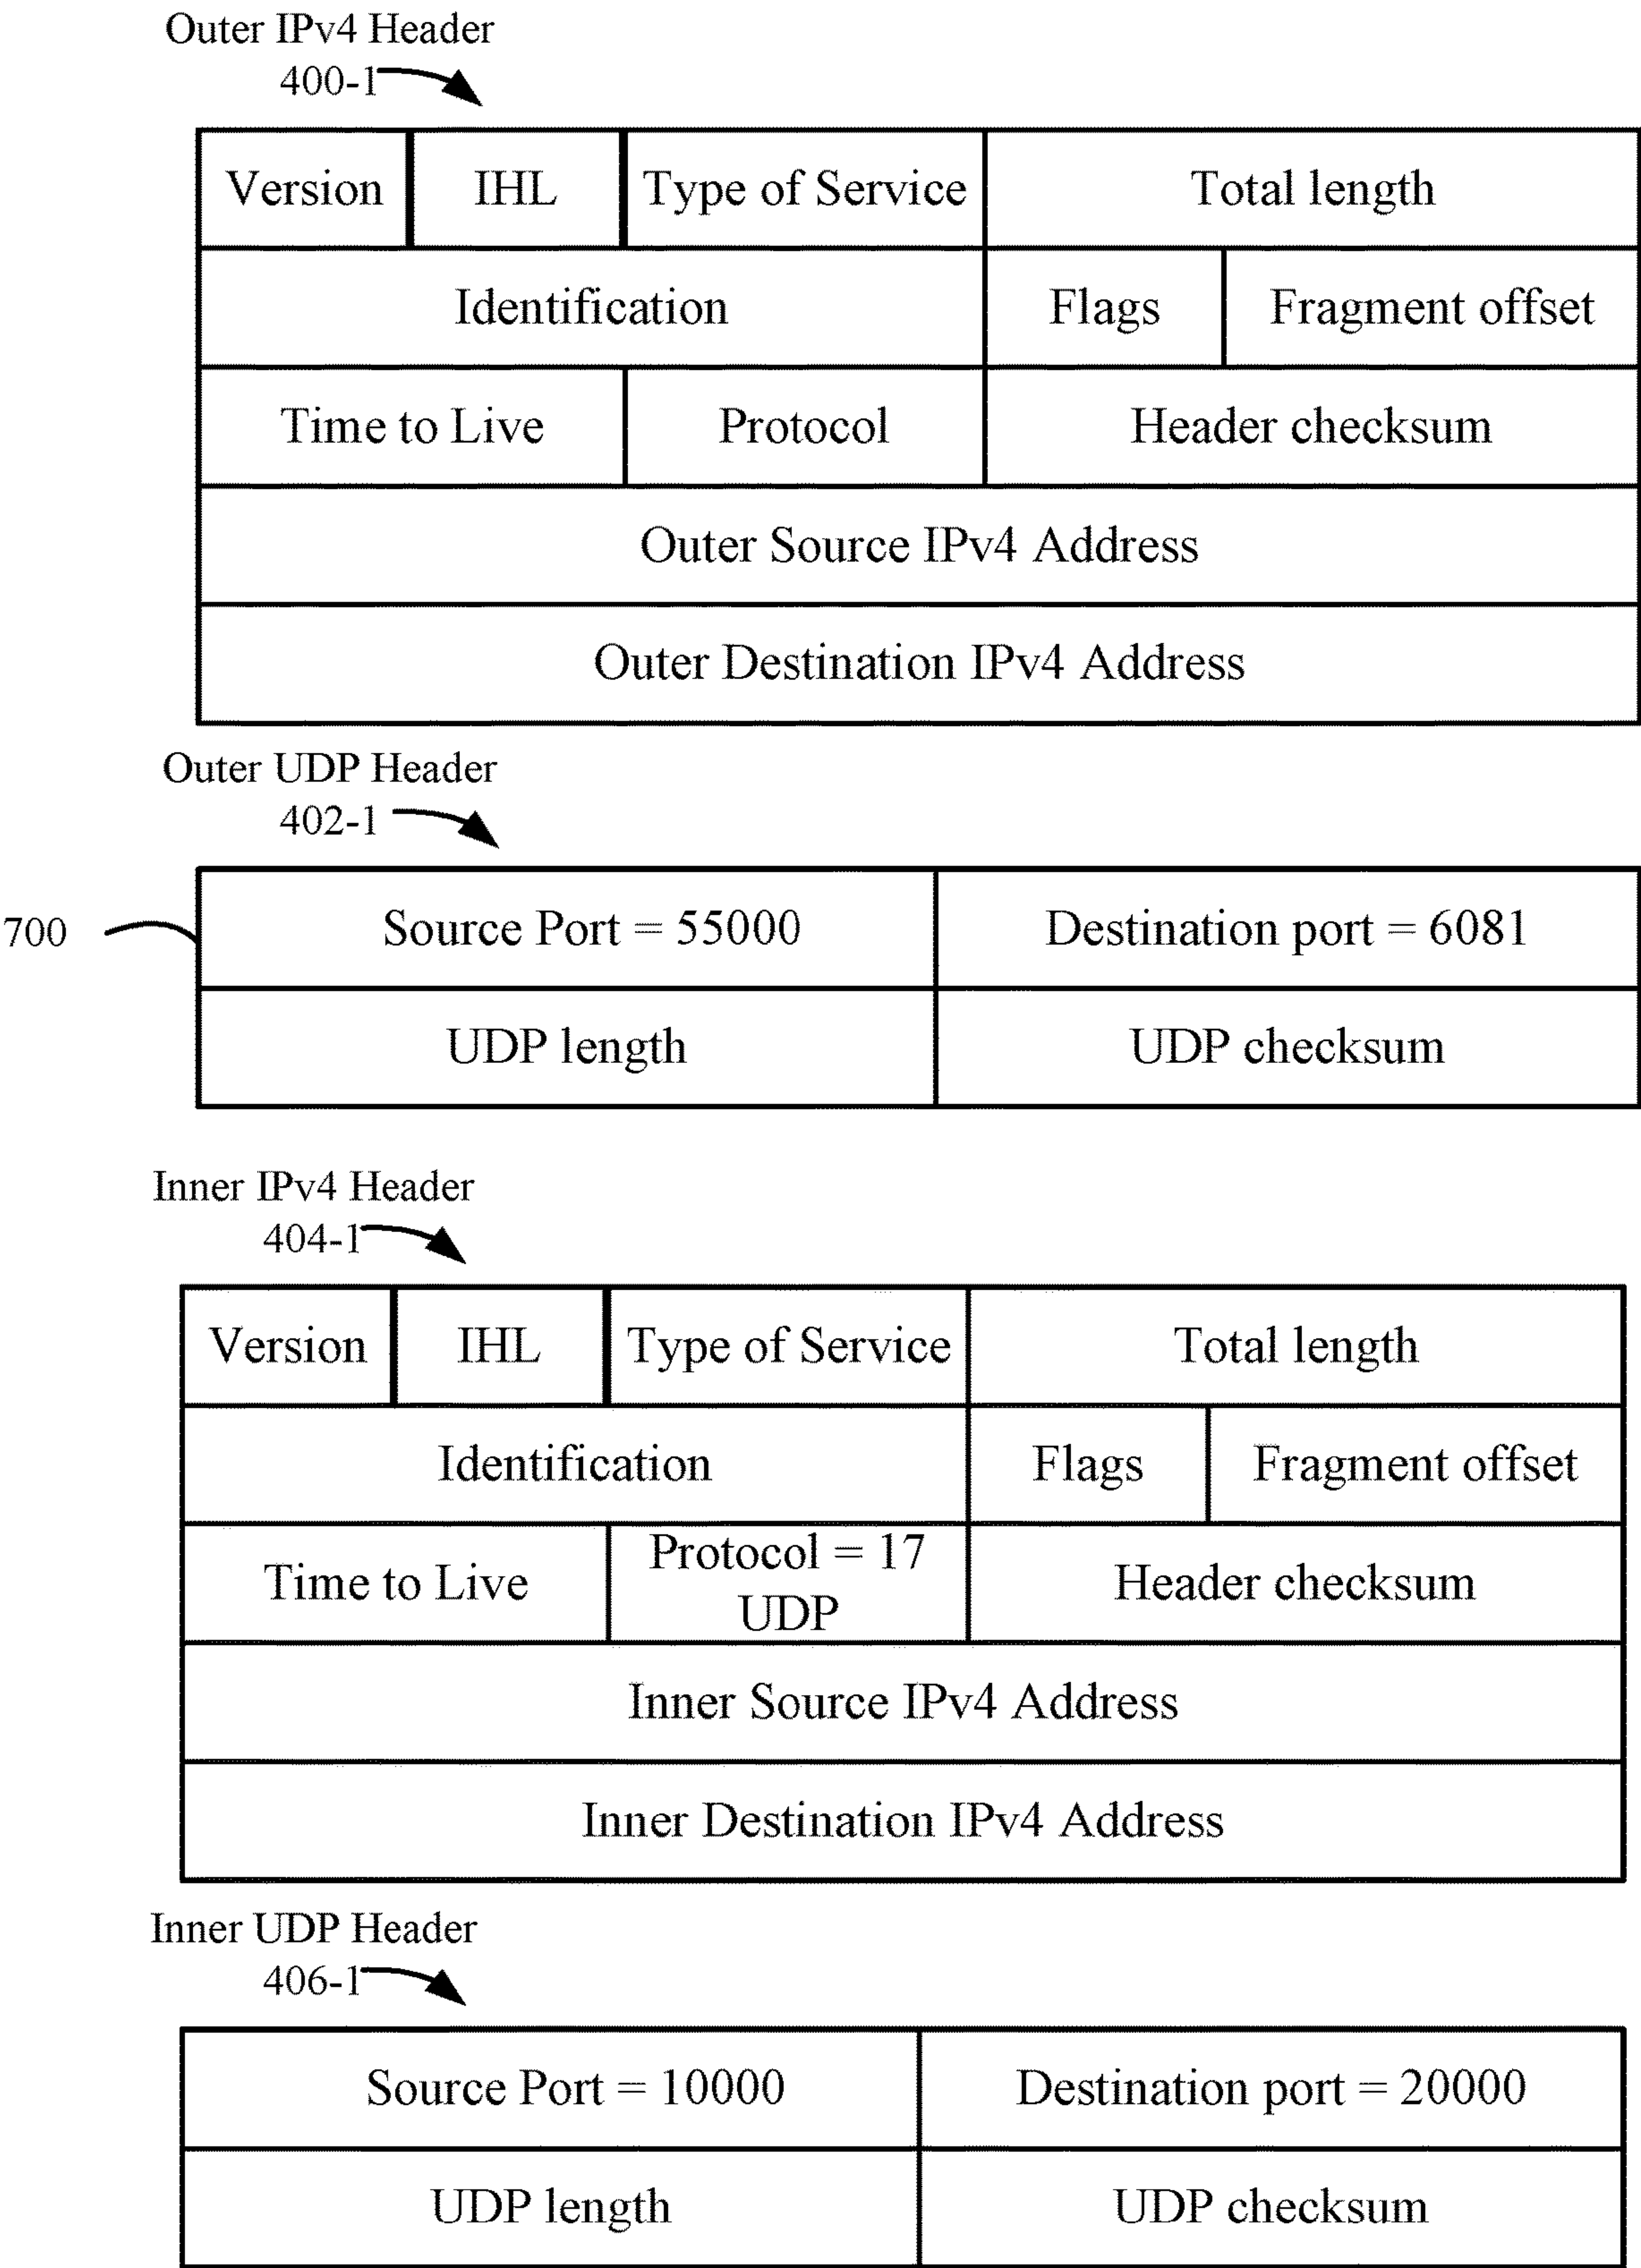 Outer IPv4 Header
400-1
Version IHL Type of Service Total length
Identification Flags Fragment offset
Time to Live Protocol Header checksum
Outer Source IPv4 Address
Outer Destination IPv4 Address
Outer UDP Header
402-1
700 Source Port = 55000 Destination port = 6081
UDP length UDP checksum
Inner IPv4 Header
404-1
Version IHL Type of Service Total length
Identification Flags Fragment offset
Time to Live Protocol = 17 UDP Header checksum
Inner Source IPv4 Address
Inner Destination IPv4 Address
Inner UDP Header
406-1
Source Port = 10000 Destination port = 20000
UDP length UDP checksum